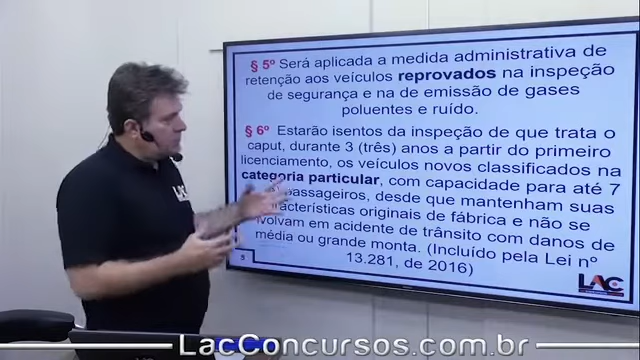 § 5º Será aplicada a medida administrativa de
retenção aos veículos reprovados na inspeção
de segurança e na de emissão de gases
poluentes e ruído.
§ 6º Estarão isentos da inspeção de que trata o
caput, durante 3 (três) anos a partir do primeiro
licenciamento, os veículos novos classificados na
categoria particular, com capacidade para até 7
passageiros, desde que mantenham suas
características originais de fábrica e não se
volvam em acidente de trânsito com danos de
média ou grande monta. (Incluído pela Lei nº
13.281, de 2016)
5
LAC
LAC
LacConcursos.com.br